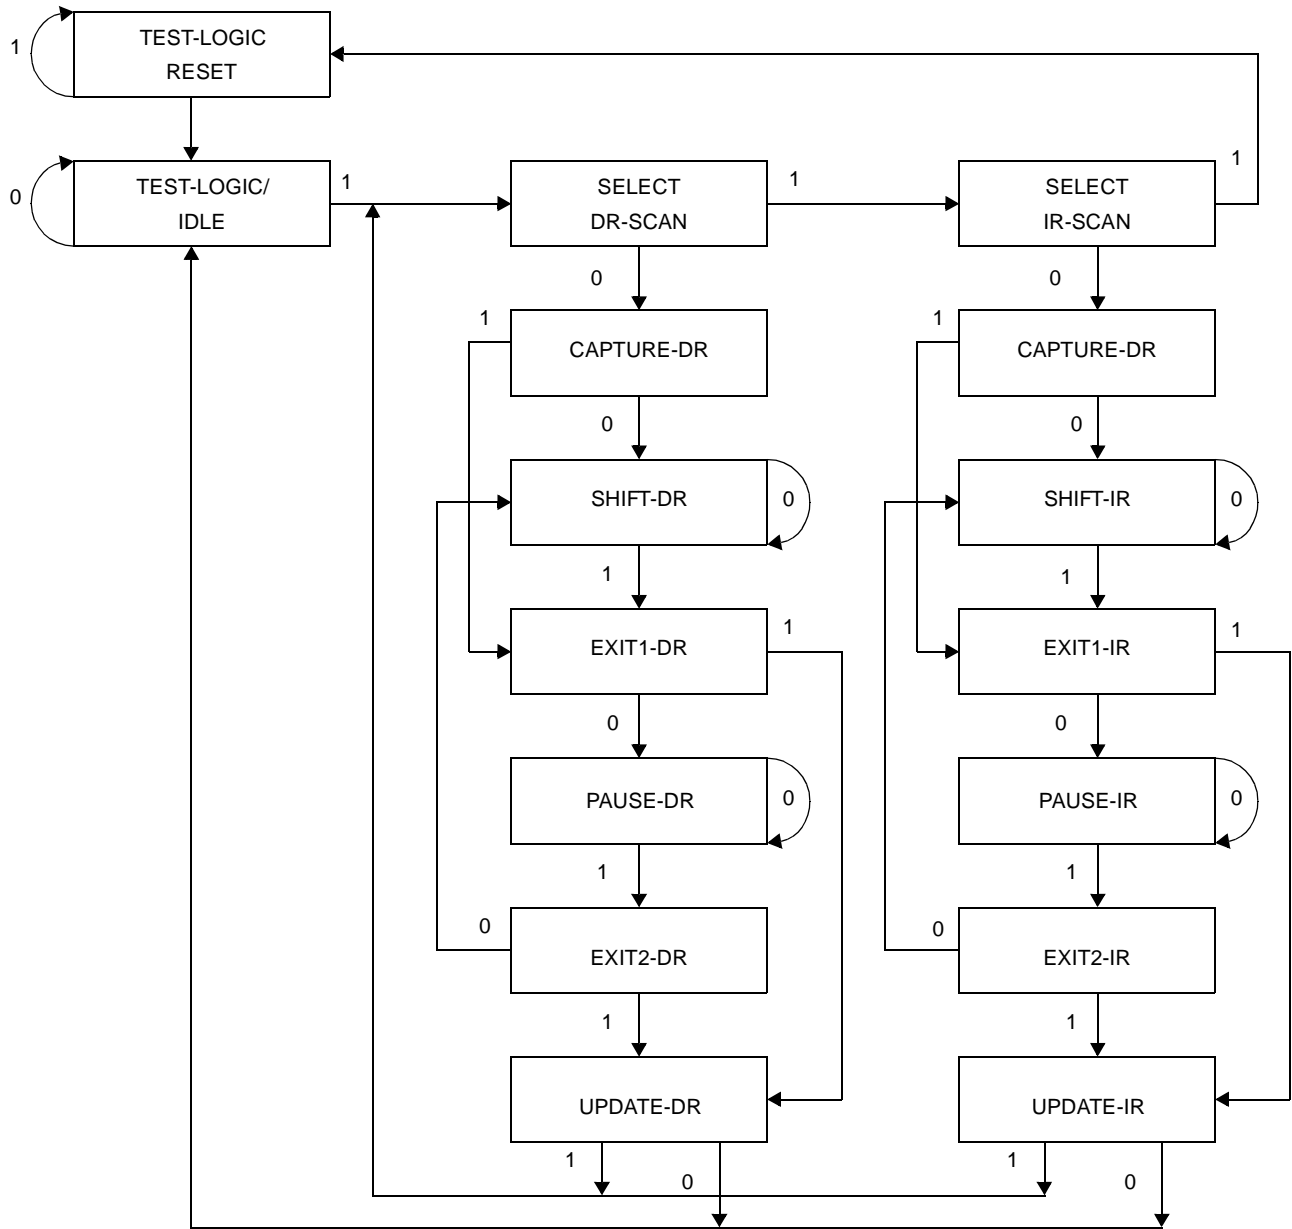 1
TEST-LOGIC
RESET
0
TEST-LOGIC/
IDLE
1
SELECT
DR-SCAN
1
SELECT
IR-SCAN
1
0
0
1
CAPTURE-DR
1
CAPTURE-DR
0
0
SHIFT-DR
0
SHIFT-IR
0
1
1
EXIT1-DR
1
EXIT1-IR
1
0
0
PAUSE-DR
0
PAUSE-IR
0
1
1
0
EXIT2-DR
0
EXIT2-IR
1
1
UPDATE-DR
UPDATE-IR
1
0
1
0